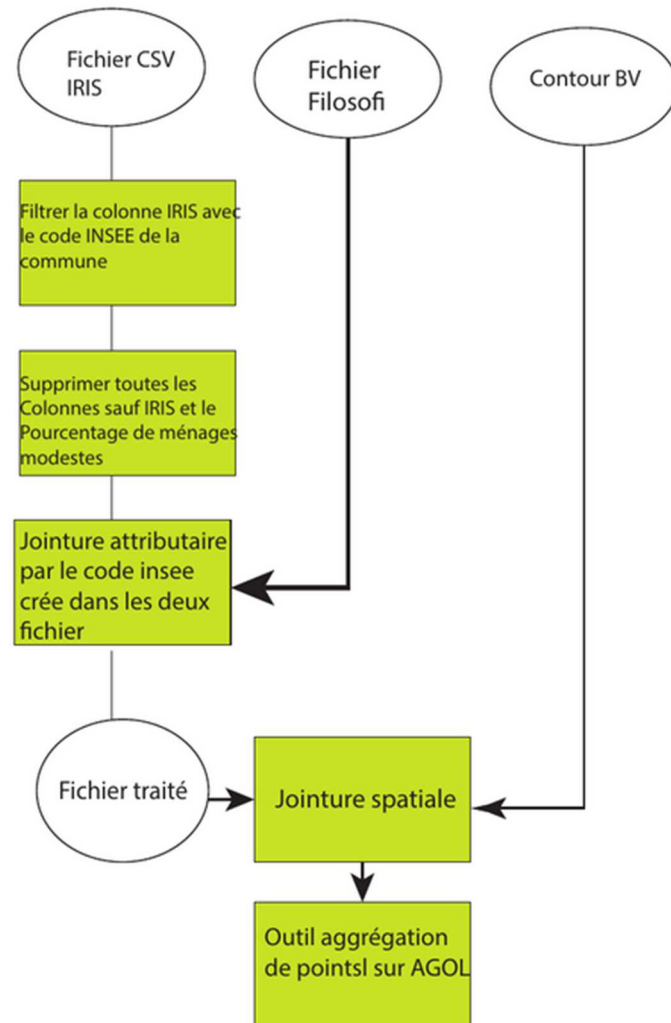 Fichier CSV
IRIS
Fichier
Filosofi
Contour BV
Filtrer la colonne IRIS avec
le code INSEE de la
commune
Supprimer toutes les
Colonnes sauf IRIS et le
Pourcentage de ménages
modestes
Jointure attributaire
par le code insee
crée dans les deux
fichier
Fichier traité
Jointure spatiale
Outil aggrégation
de pointsl sur AGOL